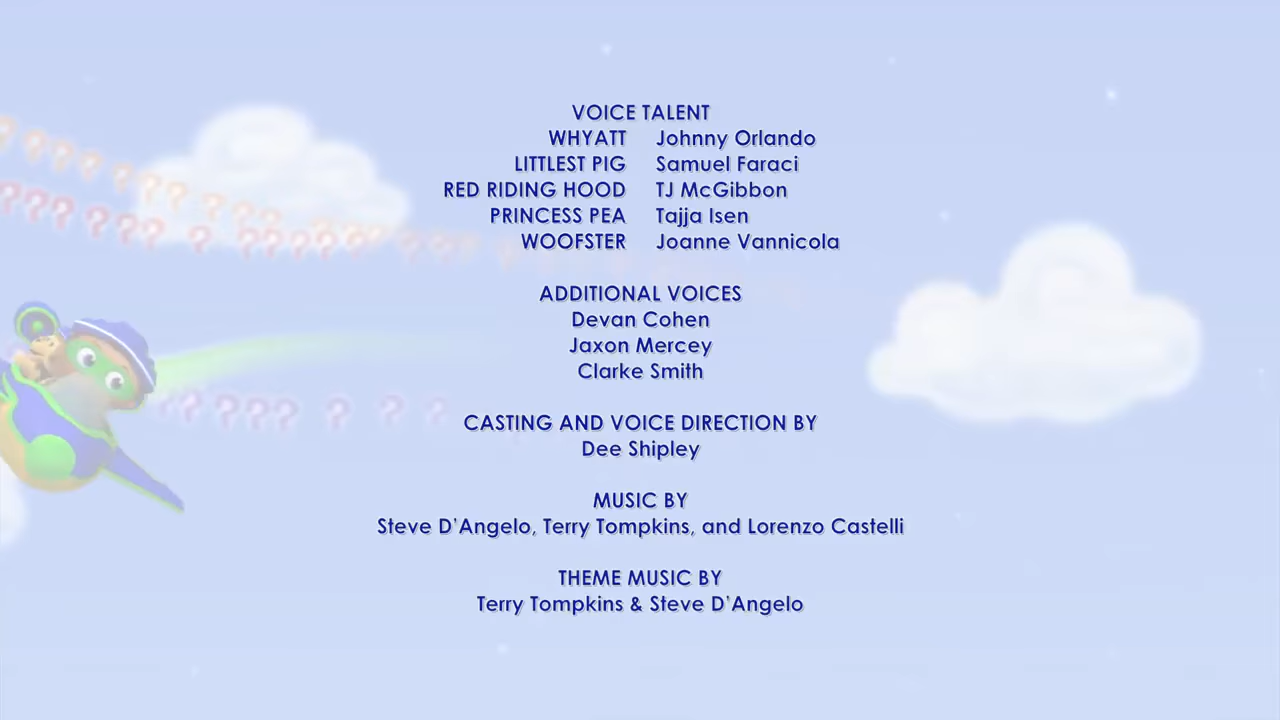 VOICE TALENT
WHYATT Johnny Orlando
LITTLEST PIG Samuel Faraci
RED RIDING HOOD TJ McGibbon
PRINCESS PEA Tajja Isen
WOOFSTER Joanne Vannicola
ADDITIONAL VOICES
Devan Cohen
Jaxon Mercey
Clarke Smith
CASTING AND VOICE DIRECTION BY
Dee Shipley
MUSIC BY
Steve D'Angelo, Terry Tompkins, and Lorenzo Castelli
THEME MUSIC BY
Terry Tompkins & Steve D'Angelo